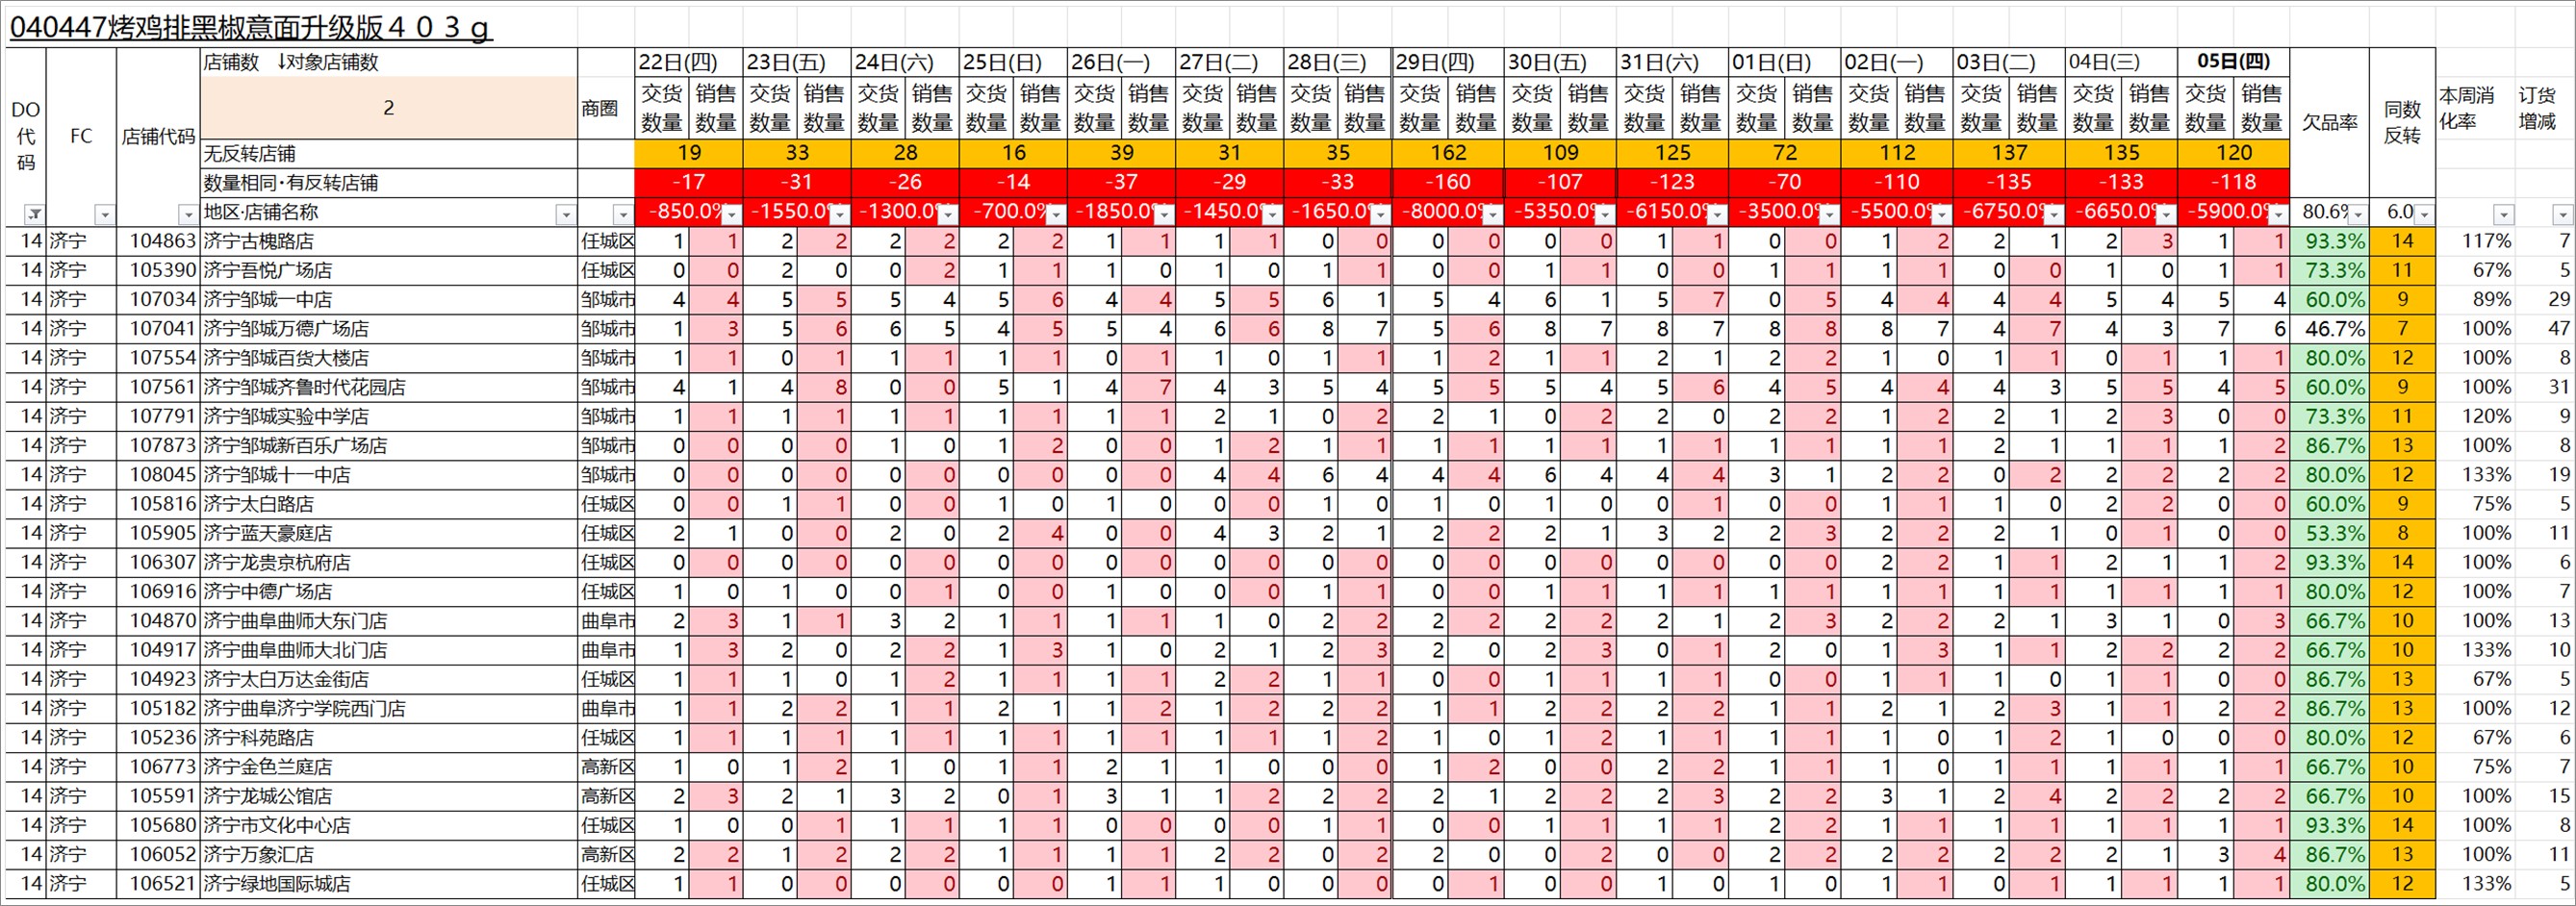 040447烤鸡排黑椒意面升级版４０３ｇ
DO代码 FC 店铺代码 店铺数 ↓对象店铺数 商圈 22日(四) 23日(五) 24日(六) 25日(日) 26日(一) 27日(二) 28日(三) 29日(四) 30日(五) 31日(六) 01日(日) 02日(一) 03日(二) 04日(三) 05日(四) 欠品率 同数反转 本周消化率 订货增减
2 交货数量 销售数量 交货数量 销售数量 交货数量 销售数量 交货数量 销售数量 交货数量 销售数量 交货数量 销售数量 交货数量 销售数量 交货数量 销售数量 交货数量 销售数量 交货数量 销售数量 交货数量 销售数量 交货数量 销售数量 交货数量 销售数量 交货数量 销售数量 交货数量 销售数量
无反转店铺 19 33 28 16 39 31 35 162 109 125 72 112 137 135 120
数量相同·有反转店铺 -17 -31 -26 -14 -37 -29 -33 -160 -107 -123 -70 -110 -135 -133 -118
地区·店铺名称 -850.0% -1550.0% -1300.0% -700.0% -1850.0% -1450.0% -1650.0% -8000.0% -5350.0% -6150.0% -3500.0% -5500.0% -6750.0% -6650.0% -5900.0% 80.6% 6.0
14 济宁 104863 济宁古槐路店 任城区 1 1 2 2 2 2 2 2 1 1 1 1 0 0 0 0 0 0 1 1 0 0 1 2 2 1 2 3 1 1 93.3% 14 117% 7
14 济宁 105390 济宁吾悦广场店 任城区 0 0 2 0 0 2 1 1 1 0 1 0 1 1 0 0 1 1 0 0 1 1 1 1 0 0 1 0 1 1 73.3% 11 67% 5
14 济宁 107034 济宁邹城一中店 邹城市 4 4 5 5 5 4 5 6 4 4 5 5 6 1 5 4 6 1 5 7 0 5 4 4 4 4 5 4 5 4 60.0% 9 89% 29
14 济宁 107041 济宁邹城万德广场店 邹城市 1 3 5 6 6 5 4 5 5 4 6 6 8 7 5 6 8 7 8 7 8 8 8 7 4 7 4 3 7 6 46.7% 7 100% 47
14 济宁 107554 济宁邹城百货大楼店 邹城市 1 1 0 1 1 1 1 1 0 1 1 0 1 1 1 2 1 1 2 1 2 2 1 0 1 1 0 1 1 1 80.0% 12 100% 8
14 济宁 107561 济宁邹城齐鲁时代花园店 邹城市 4 1 4 8 0 0 5 1 4 7 4 3 5 4 5 5 5 4 5 6 4 5 4 4 4 3 5 5 4 5 60.0% 9 100% 31
14 济宁 107791 济宁邹城实验中学店 邹城市 1 1 1 1 1 1 1 1 1 1 2 1 0 2 2 1 0 2 2 0 2 2 1 2 2 1 2 3 0 0 73.3% 11 120% 9
14 济宁 107873 济宁邹城新百乐广场店 邹城市 0 0 0 0 1 0 1 2 0 0 1 2 1 1 1 1 1 1 1 1 1 1 1 1 2 1 1 1 1 2 86.7% 13 100% 8
14 济宁 108045 济宁邹城十一中店 邹城市 0 0 0 0 0 0 0 0 0 0 4 4 6 4 4 4 6 4 4 4 3 1 2 2 0 2 2 2 2 2 80.0% 12 133% 19
14 济宁 105816 济宁太白路店 任城区 0 0 1 1 0 0 1 0 1 0 0 0 1 0 1 0 1 0 0 1 0 0 1 1 1 0 2 2 0 0 60.0% 9 75% 5
14 济宁 105905 济宁蓝天豪庭店 任城区 2 1 0 0 2 0 2 4 0 0 4 3 2 1 2 2 2 1 3 2 2 3 2 2 2 1 0 1 0 0 53.3% 8 100% 11
14 济宁 106307 济宁龙贵京杭府店 任城区 0 0 0 0 0 0 0 0 0 0 0 0 0 0 0 0 0 0 0 0 0 0 2 2 1 1 2 1 1 2 93.3% 14 100% 6
14 济宁 106916 济宁中德广场店 任城区 1 0 1 0 0 1 0 0 1 0 0 0 1 1 0 0 1 1 1 1 1 1 1 1 1 1 1 1 1 1 80.0% 12 100% 7
14 济宁 104870 济宁曲阜曲师大东门店 曲阜市 2 3 1 1 3 2 1 1 1 1 1 0 2 2 2 2 2 2 2 1 2 3 2 2 2 1 3 1 0 3 66.7% 10 100% 13
14 济宁 104917 济宁曲阜曲师大北门店 曲阜市 1 3 2 0 2 2 1 3 1 0 2 1 2 3 2 0 2 3 0 1 2 0 1 3 1 1 2 2 2 2 66.7% 10 133% 10
14 济宁 104923 济宁太白万达金街店 任城区 1 1 1 0 1 2 1 1 1 1 2 2 1 1 0 0 1 1 1 1 0 0 1 1 1 0 1 1 0 0 86.7% 13 67% 5
14 济宁 105182 济宁曲阜济宁学院西门店 曲阜市 1 1 2 2 1 1 2 1 1 2 1 2 2 2 1 1 2 2 2 2 1 1 2 1 2 3 1 1 2 2 86.7% 13 100% 12
14 济宁 105236 济宁科苑路店 任城区 1 1 1 1 1 1 1 1 1 1 1 1 1 2 1 0 1 2 1 1 1 1 1 0 1 2 1 0 0 0 80.0% 12 67% 6
14 济宁 106773 济宁金色兰庭店 高新区 1 0 1 2 1 0 1 1 2 1 1 0 0 0 1 2 0 0 2 2 1 1 1 0 1 1 1 1 1 1 66.7% 10 75% 7
14 济宁 105591 济宁龙城公馆店 高新区 2 3 2 1 3 2 0 1 3 1 1 2 2 2 2 1 2 2 2 3 2 2 3 1 2 4 2 2 2 2 66.7% 10 100% 15
14 济宁 105680 济宁市文化中心店 任城区 1 0 0 1 1 1 1 1 0 0 0 0 1 1 0 0 1 1 1 1 2 2 1 1 1 1 1 1 1 1 93.3% 14 100% 8
14 济宁 106052 济宁万象汇店 高新区 2 2 1 2 2 2 1 1 1 1 2 2 0 2 2 0 0 2 0 0 2 2 2 2 2 2 2 1 3 4 86.7% 13 100% 11
14 济宁 106521 济宁绿地国际城店 任城区 1 1 0 0 0 0 0 0 1 1 1 0 0 0 0 1 0 0 1 0 1 0 1 1 0 1 1 1 1 1 80.0% 12 133% 5